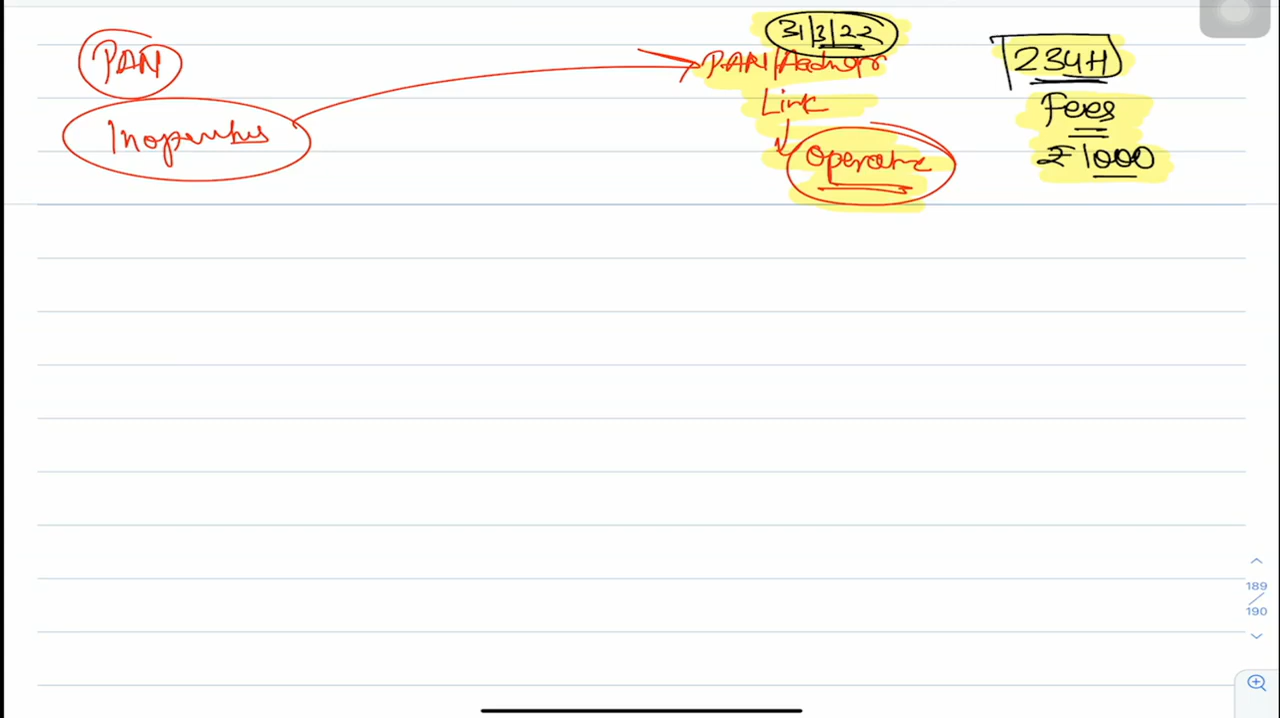 PAN
Inoperative
31/3/22
PAN/Aadhaar
Link
Operative
234H
Fees
₹1000
189
190